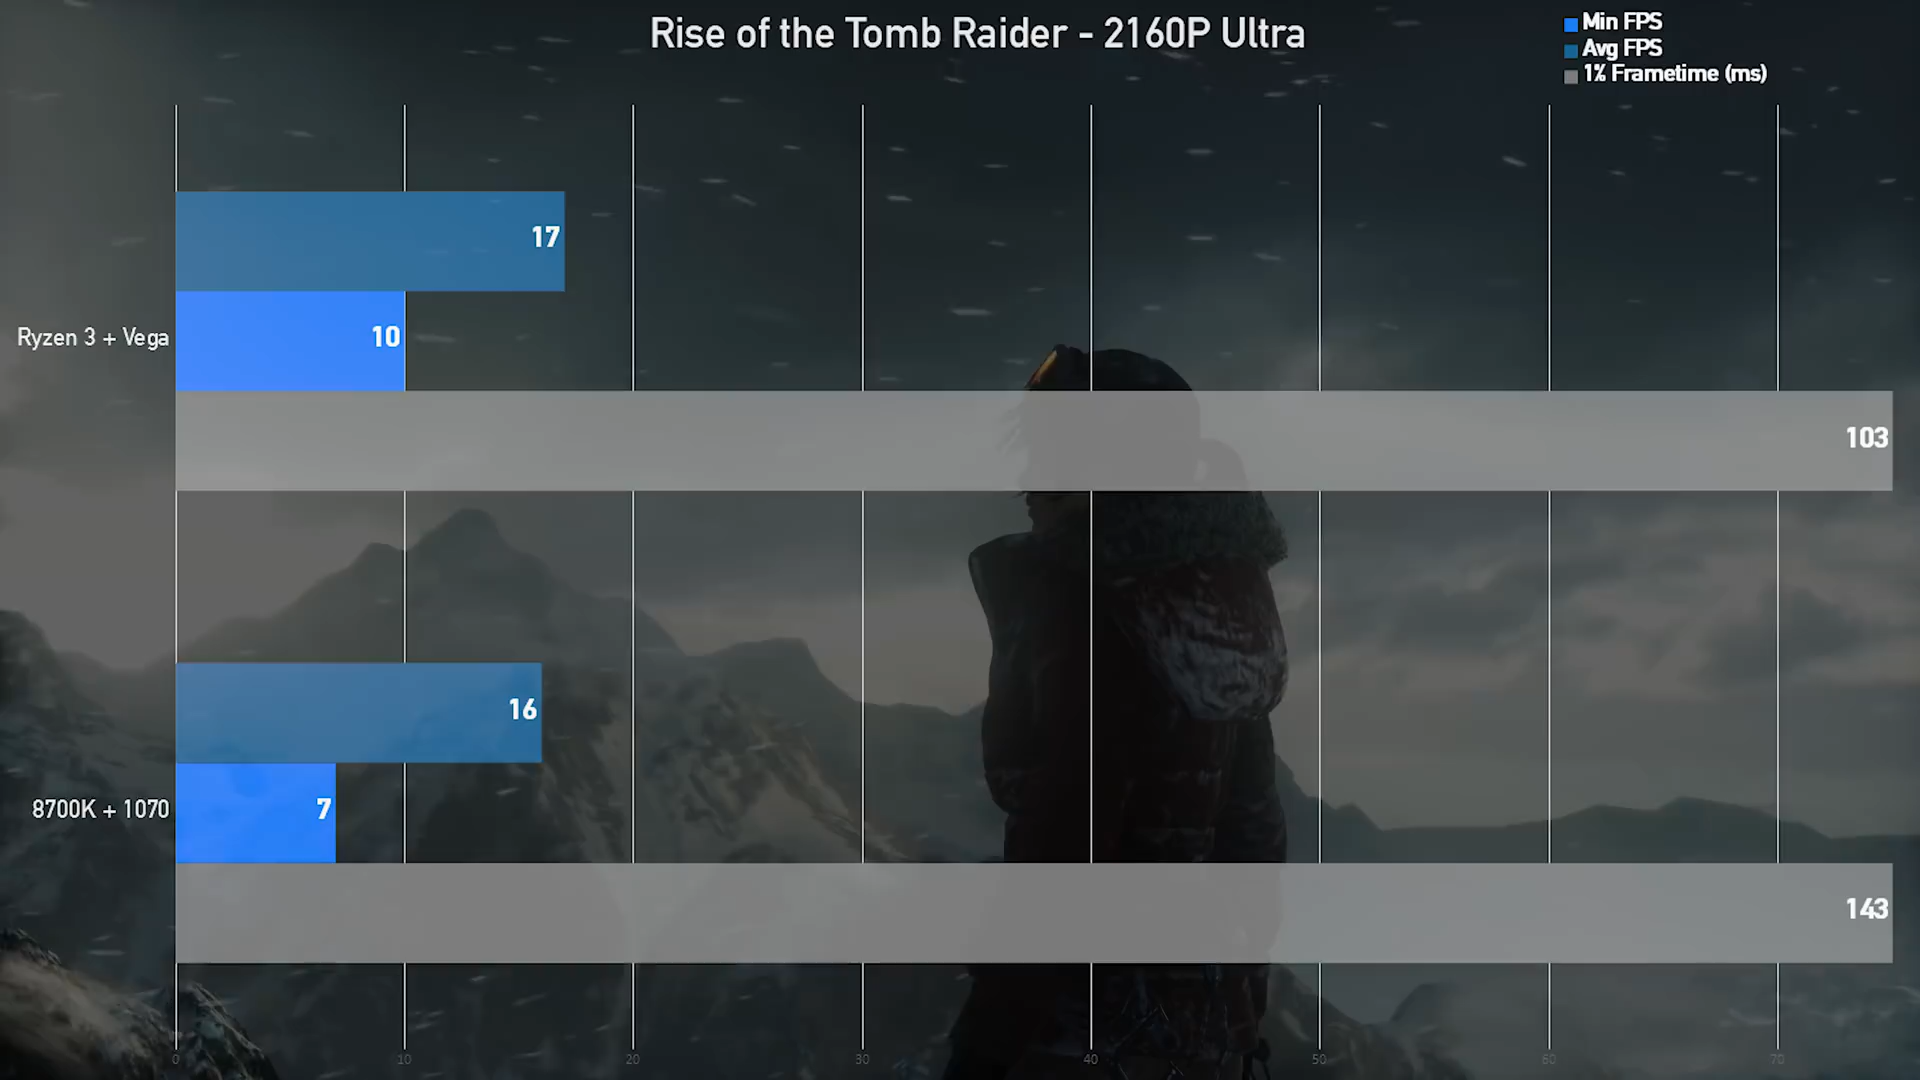 Rise of the Tomb Raider - 2160P Ultra
Min FPS
Avg FPS
1% Frametime (ms)
17
Ryzen 3 + Vega
10
103
16
8700K + 1070
7
143
0 10 20 30 40 50 60 70